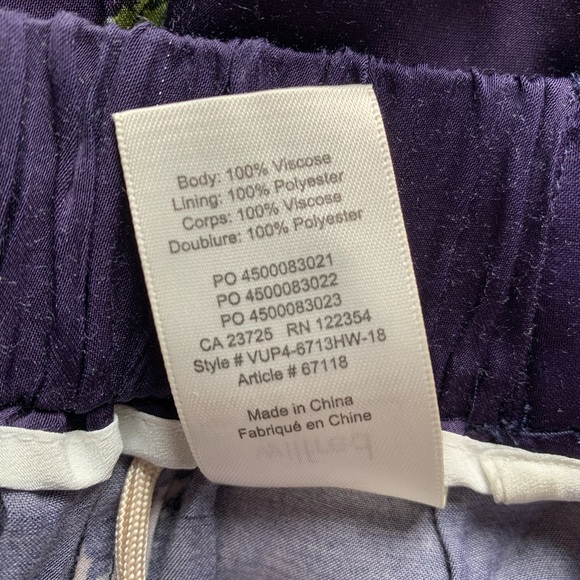 Body: 100% Viscose
Lining: 100% Polyester
Corps: 100% Viscose
Doublure: 100% Polyester
PO 4500083021
PO 4500083022
PO 4500083023
CA 23725 RN 122354
Style # VUP4-6713HW-18
Article # 67118
Made in China
Fabriqué en Chine
wilfred